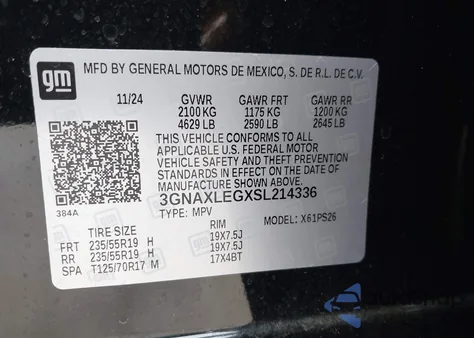 gm
MFD BY GENERAL MOTORS DE MEXICO, S. DE R.L. DE C.V.
11/24 GVWR GAWR FRT GAWR RR
2100 KG 1175 KG 1200 KG
4629 LB 2590 LB 2645 LB
THIS VEHICLE CONFORMS TO ALL
APPLICABLE U.S. FEDERAL MOTOR
VEHICLE SAFETY AND THEFT PREVENTION
STANDARDS IN EFFECT ON THE DATE OF
MANUFACTURE SHOWN ABOVE.
384A
3GNAXLEGXSL214336
TYPE: MPV MODEL: X61PS26
TIRE SIZE RIM
FRT 235/55R19 H 19X7.5J
RR 235/55R19 H 19X7.5J
SPA T125/70R17 M 17X4BT